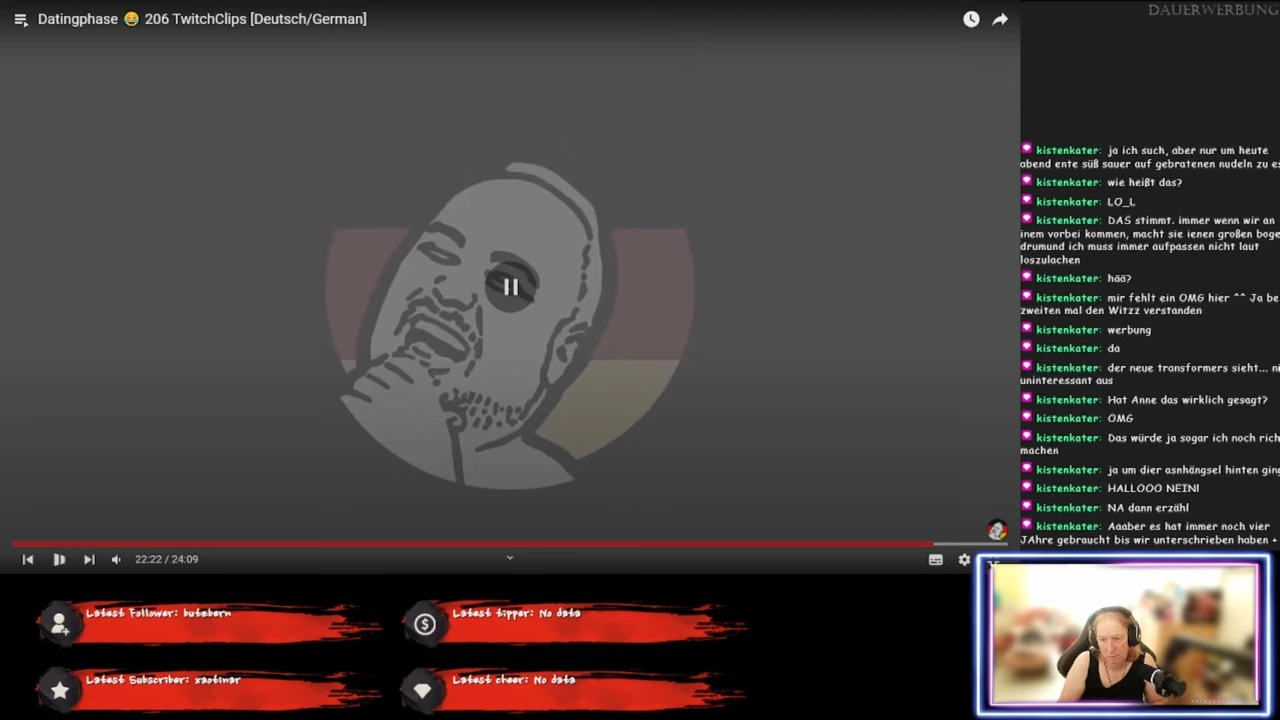 Datingphase 😂 206 TwitchClips [Deutsch/German]
DAUERWERBUNG
kistenkater: ja ich such, aber nur um heute
abend ente süß sauer auf gebratenen nudeln zu es
kistenkater: wie heißt das?
kistenkater: LO_L
kistenkater: DAS stimmt. immer wenn wir an
inem vorbei kommen, macht sie ienen großen boge
drumund ich muss immer aufpassen nicht laut
loszulachen
kistenkater: hää?
kistenkater: mir fehlt ein OMG hier ^^ Ja be
zweiten mal den Witzz verstanden
kistenkater: werbung
kistenkater: da
kistenkater: der neue transformers sieht... ni
uninteressant aus
kistenkater: Hat Anne das wirklich gesagt?
kistenkater: OMG
kistenkater: Das würde ja sogar ich noch rich
machen
kistenkater: ja um dier asnhängsel hinten ging
kistenkater: HALLOOO NEIN!
kistenkater: NA dann erzähl
kistenkater: Aaaber es hat immer noch vier
JAhre gebraucht bis wir unterschrieben haben +
22:22 / 24:09
Latest Follower: butebern
Latest tipper: No data
Latest Subscriber: xaotinar
Latest cheer: No data